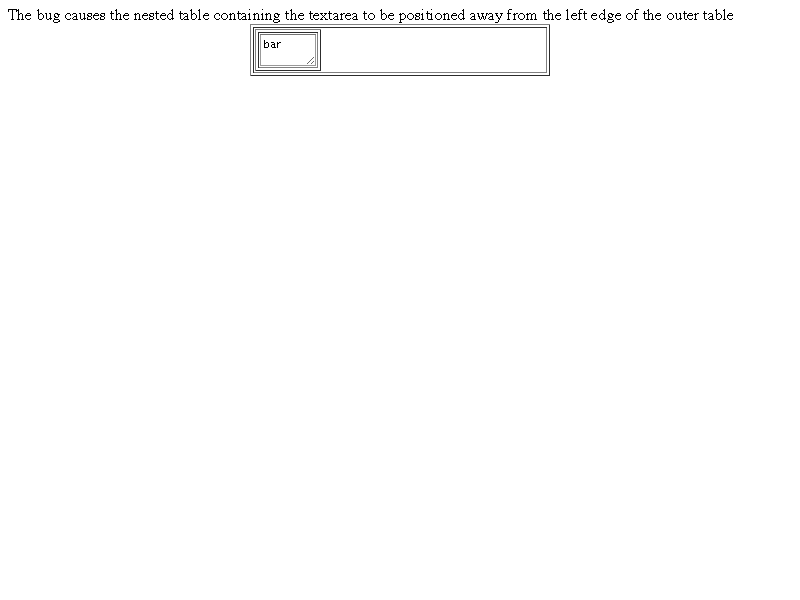 The bug causes the nested table containing the textarea to be positioned away from the left edge of the outer table
bar